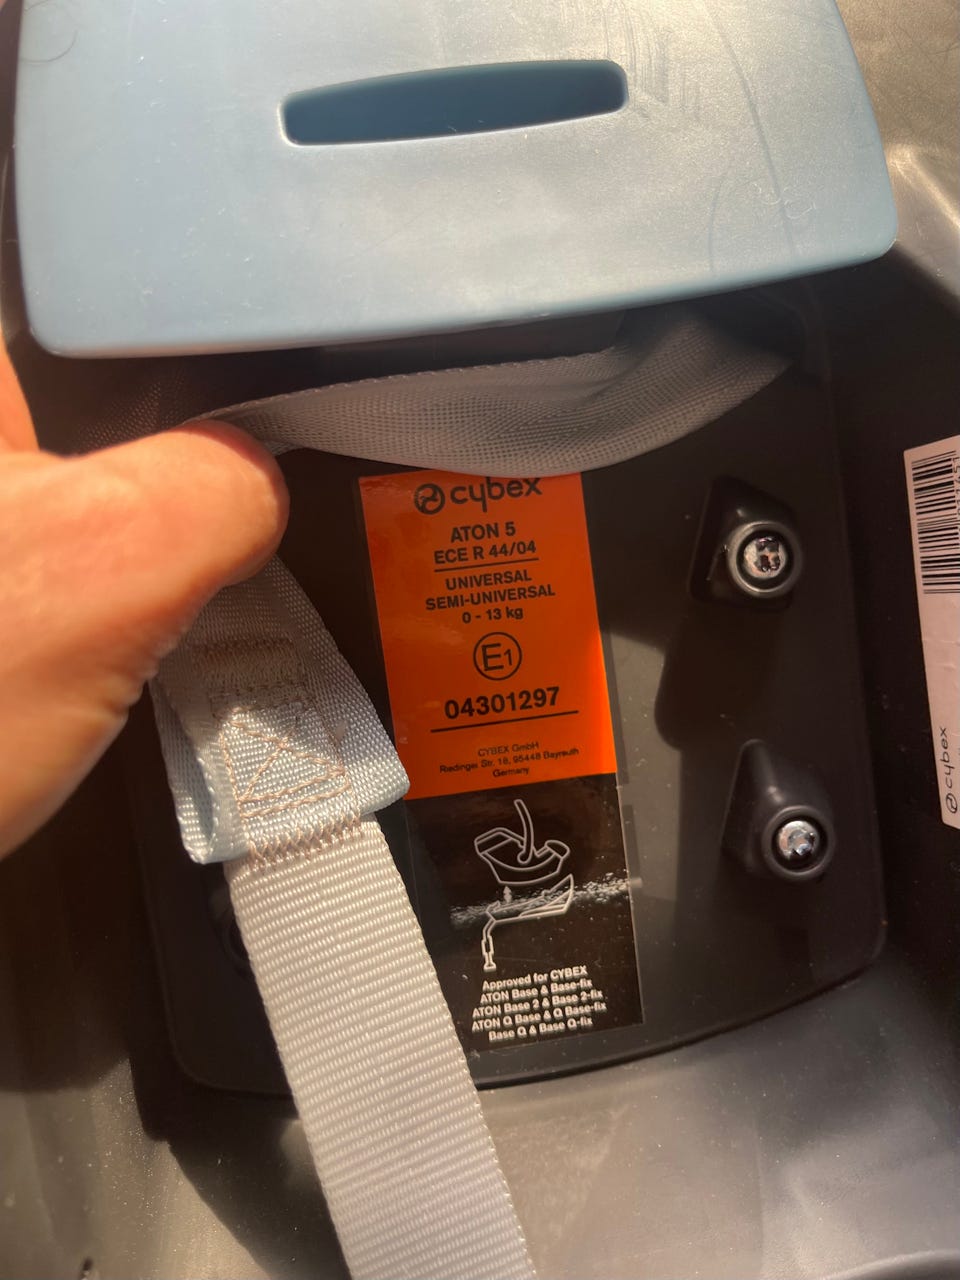 cybex
ATON 5
ECE R 44/04
UNIVERSAL
SEMI-UNIVERSAL
0 - 13 kg
E1
04301297
CYBEX GmbH
Riedinger Str. 18, 95448 Bayreuth
Germany
Approved for CYBEX
ATON Base & Base-fix
ATON Base 2 & Base 2-fix
ATON Q Base & Q Base-fix
Base Q & Base Q-fix
cybex